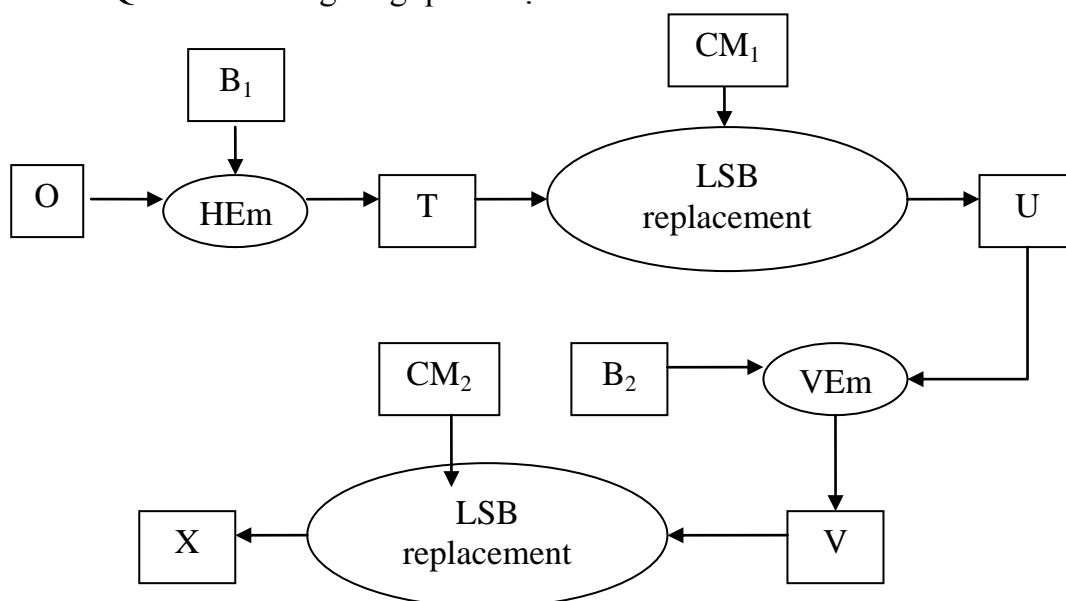 CM₁
B₁
O
HEm
T
LSB
replacement
U
CM₂
B₂
VEm
X
LSB
replacement
V